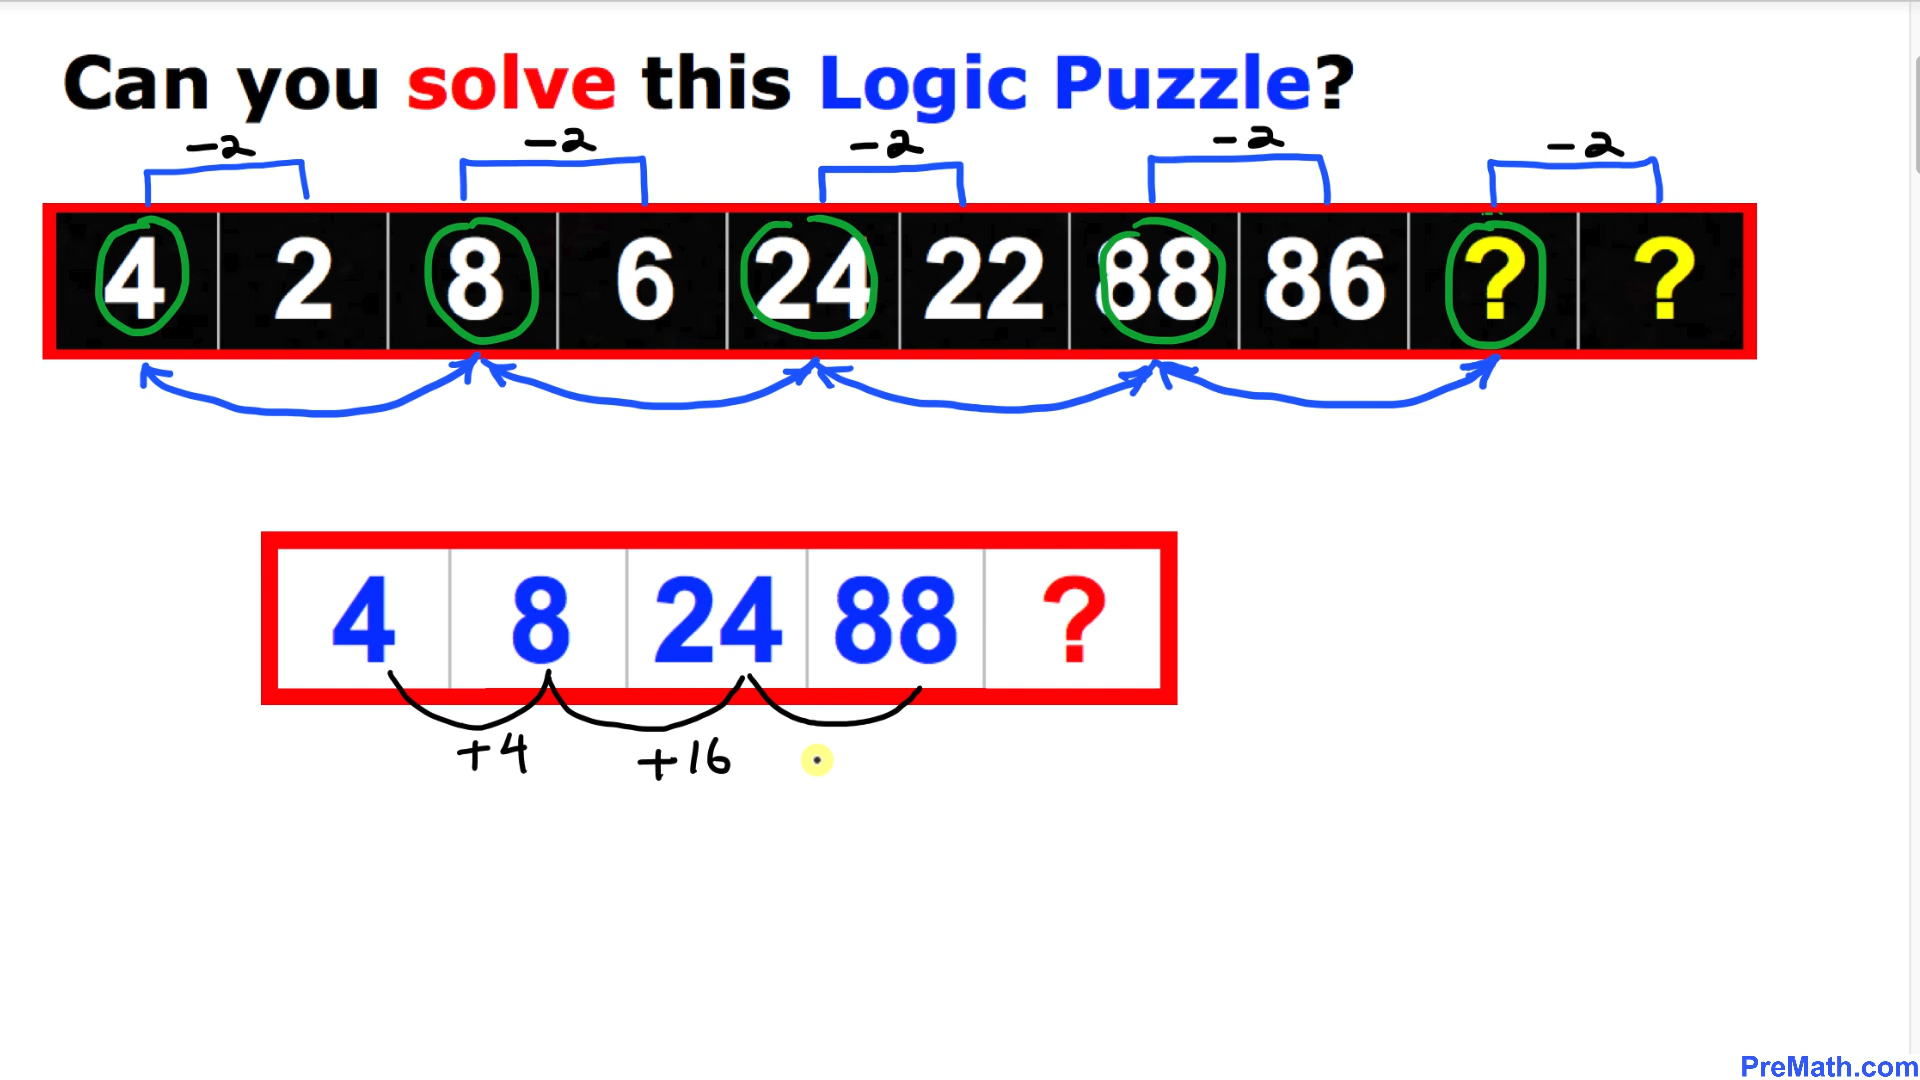 Can you solve this Logic Puzzle?
-2 -2 -2 -2 -2
4 2 8 6 24 22 88 86 ? ?
4 8 24 88 ?
+4 +16
PreMath.com